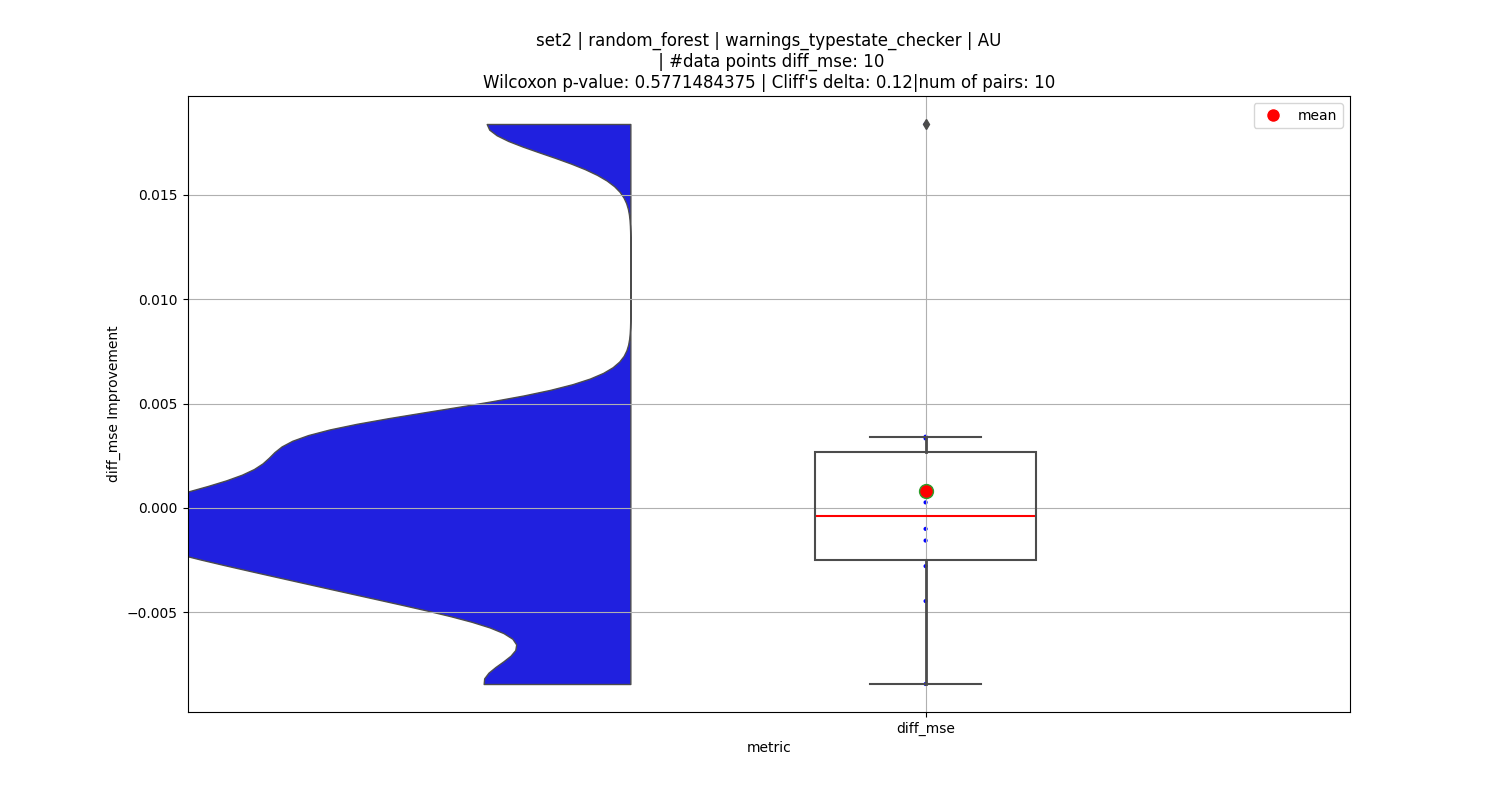 set2 | random_forest | warnings_typestate_checker | AU
| #data points diff_mse: 10
Wilcoxon p-value: 0.5771484375 | Cliff's delta: 0.12|num of pairs: 10
mean
0.015
0.010
0.005
0.000
−0.005
diff_mse Improvement
diff_mse
metric